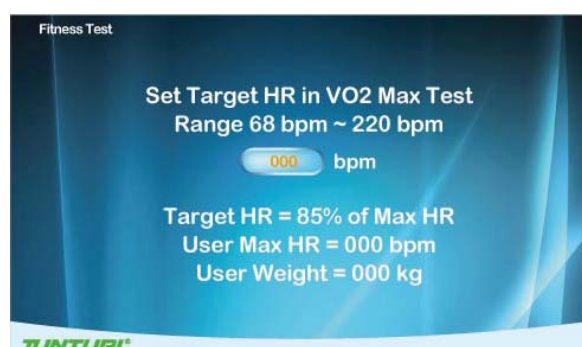 Fitness Test
Set Target HR in VO2 Max Test
Range 68 bpm ~ 220 bpm
000 bpm
Target HR = 85% of Max HR
User Max HR = 000 bpm
User Weight = 000 kg
TUNTURI®